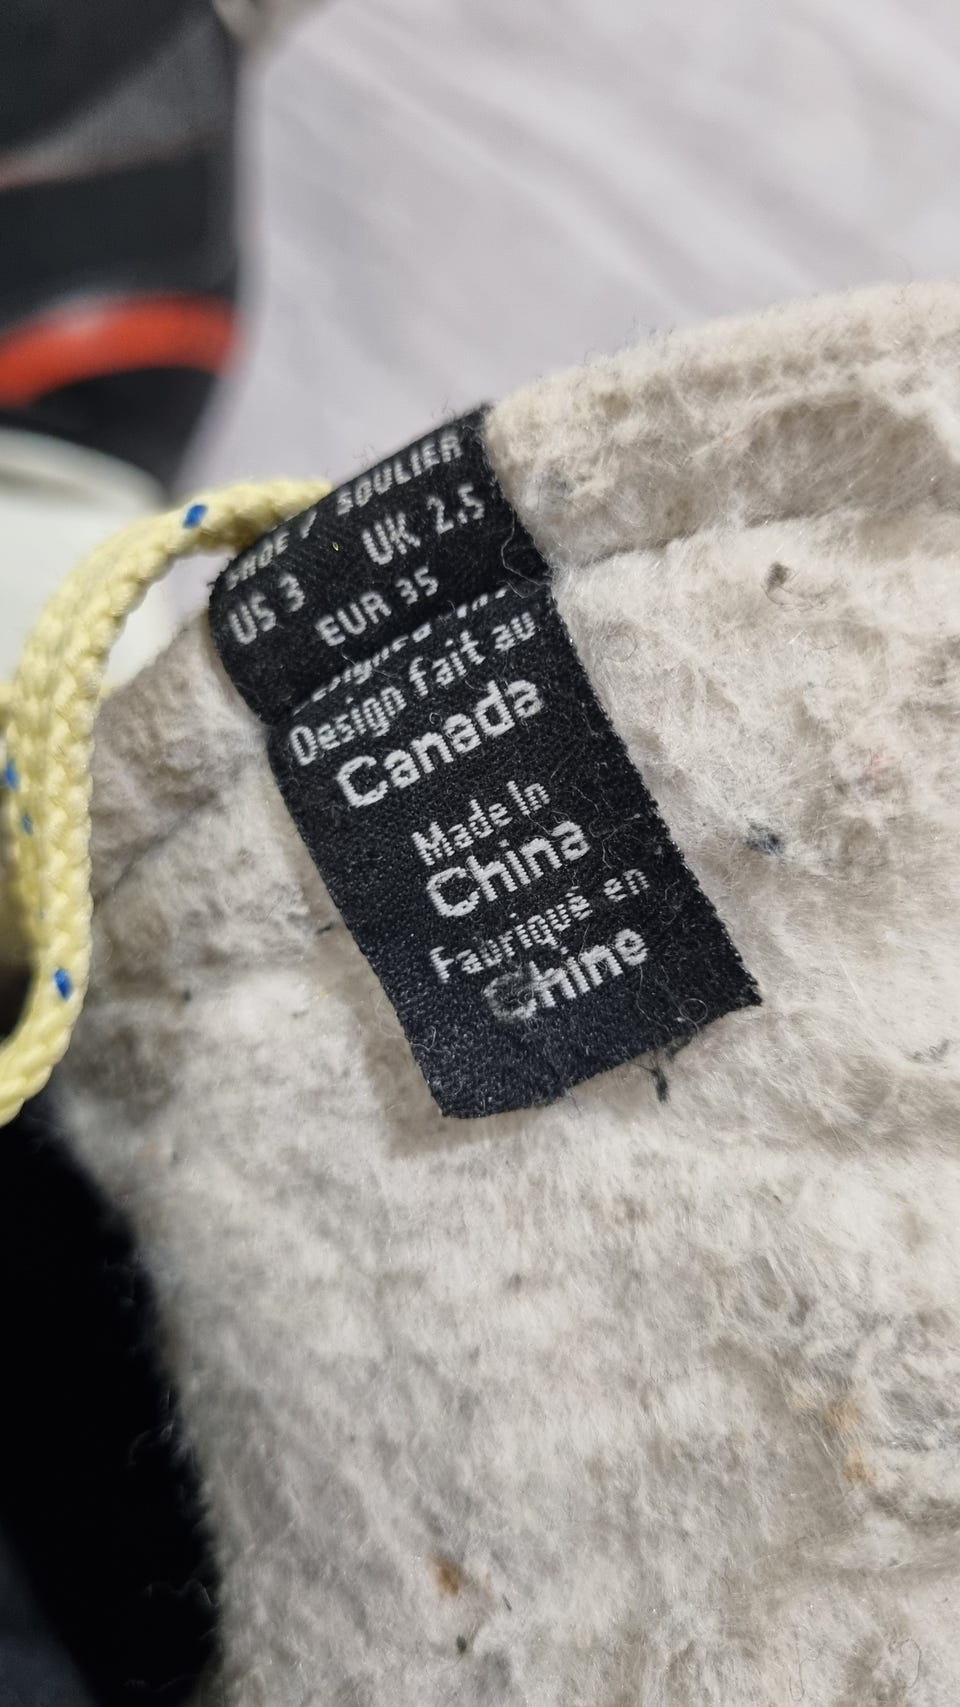 SHOE / SOULIER
US 3 UK 2.5
EUR 35
Design fait au
Canada
Made In
China
Fabriqué en
Chine